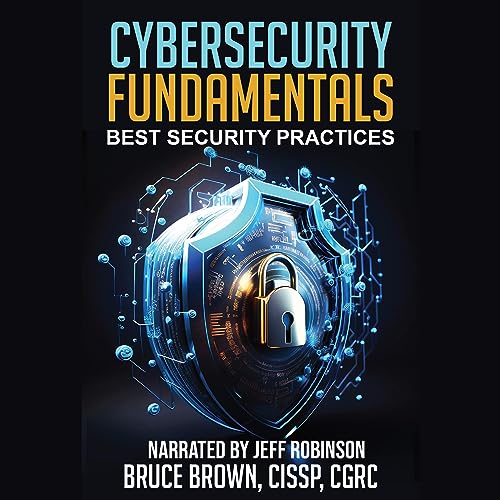 CYBERSECURITY
FUNDAMENTALS
BEST SECURITY PRACTICES
NARRATED BY JEFF ROBINSON
BRUCE BROWN, CISSP, CGRC